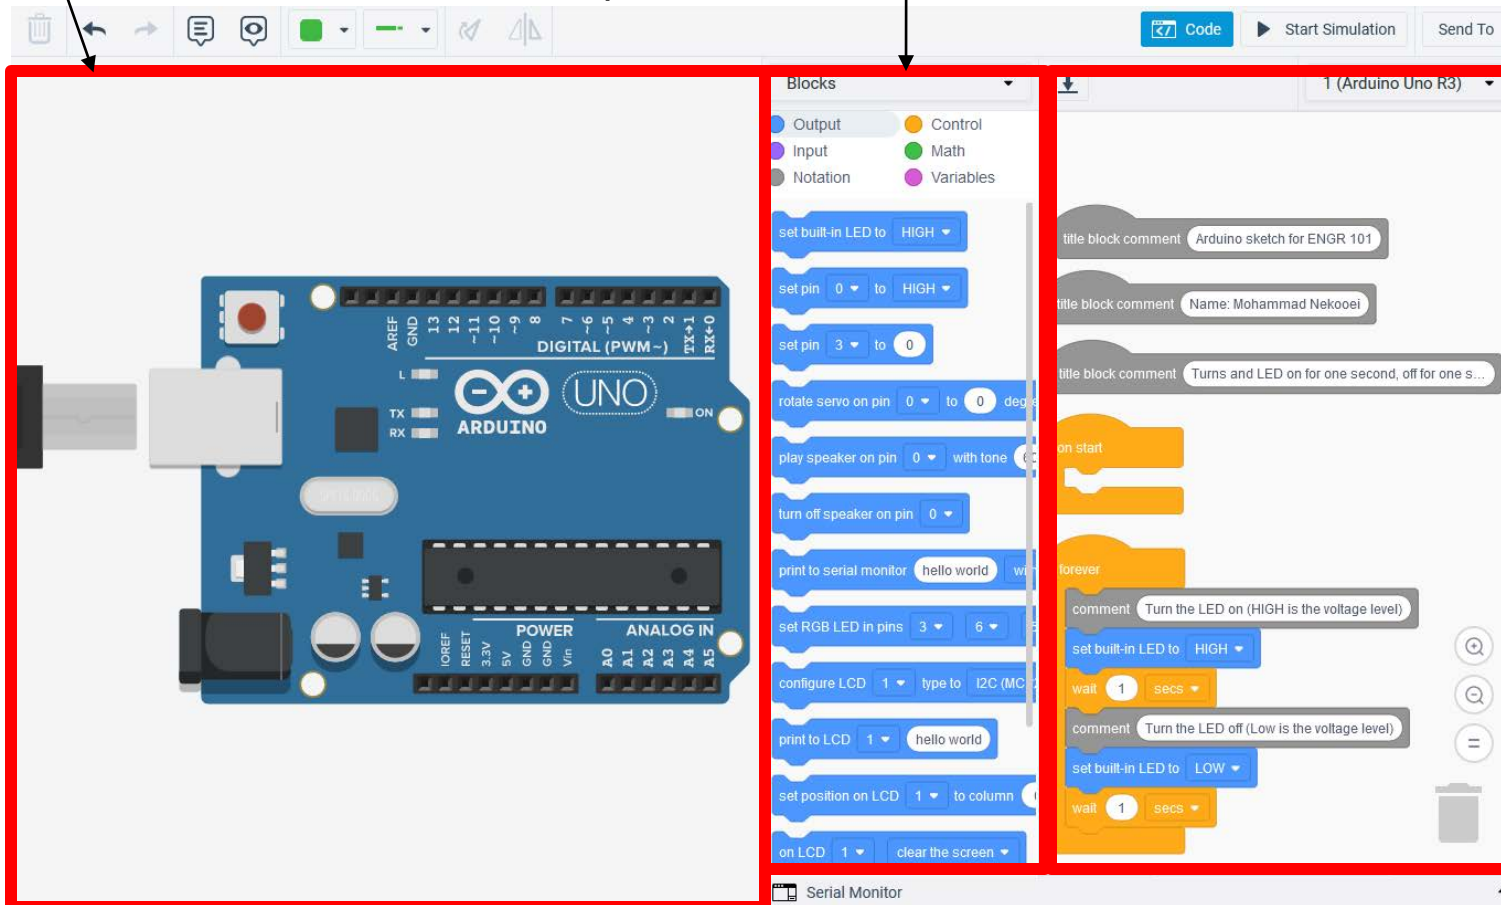 Code
Start Simulation
Send To
Blocks
1 (Arduino Uno R3)
Output
Control
Input
Math
Notation
Variables
set built-in LED to HIGH
set pin 0 to HIGH
set pin 3 to 0
rotate servo on pin 0 to 0
play speaker on pin 0 with tone
turn off speaker on pin 0
print to serial monitor hello world
set RGB LED in pins 3 6
configure LCD 1 type to I2C (MC
print to LCD 1 hello world
set position on LCD 1 to column
on LCD 1 clear the screen
title block comment Arduino sketch for ENGR 101
title block comment Name: Mohammad Nekooei
title block comment Turns and LED on for one second, off for one s...
on start
forever
comment Turn the LED on (HIGH is the voltage level)
set built-in LED to HIGH
wait 1 secs
comment Turn the LED off (Low is the voltage level)
set built-in LED to LOW
wait 1 secs
AREF
GND
13
12
~11
~10
~9
8
7
~6
~5
4
~3
2
TX→1
RX←0
DIGITAL (PWM~)
L
TX
RX
ARDUINO
UNO
ON
POWER
ANALOG IN
IOREF
RESET
3.3V
5V
GND
GND
Vin
A0
A1
A2
A3
A4
A5
Serial Monitor